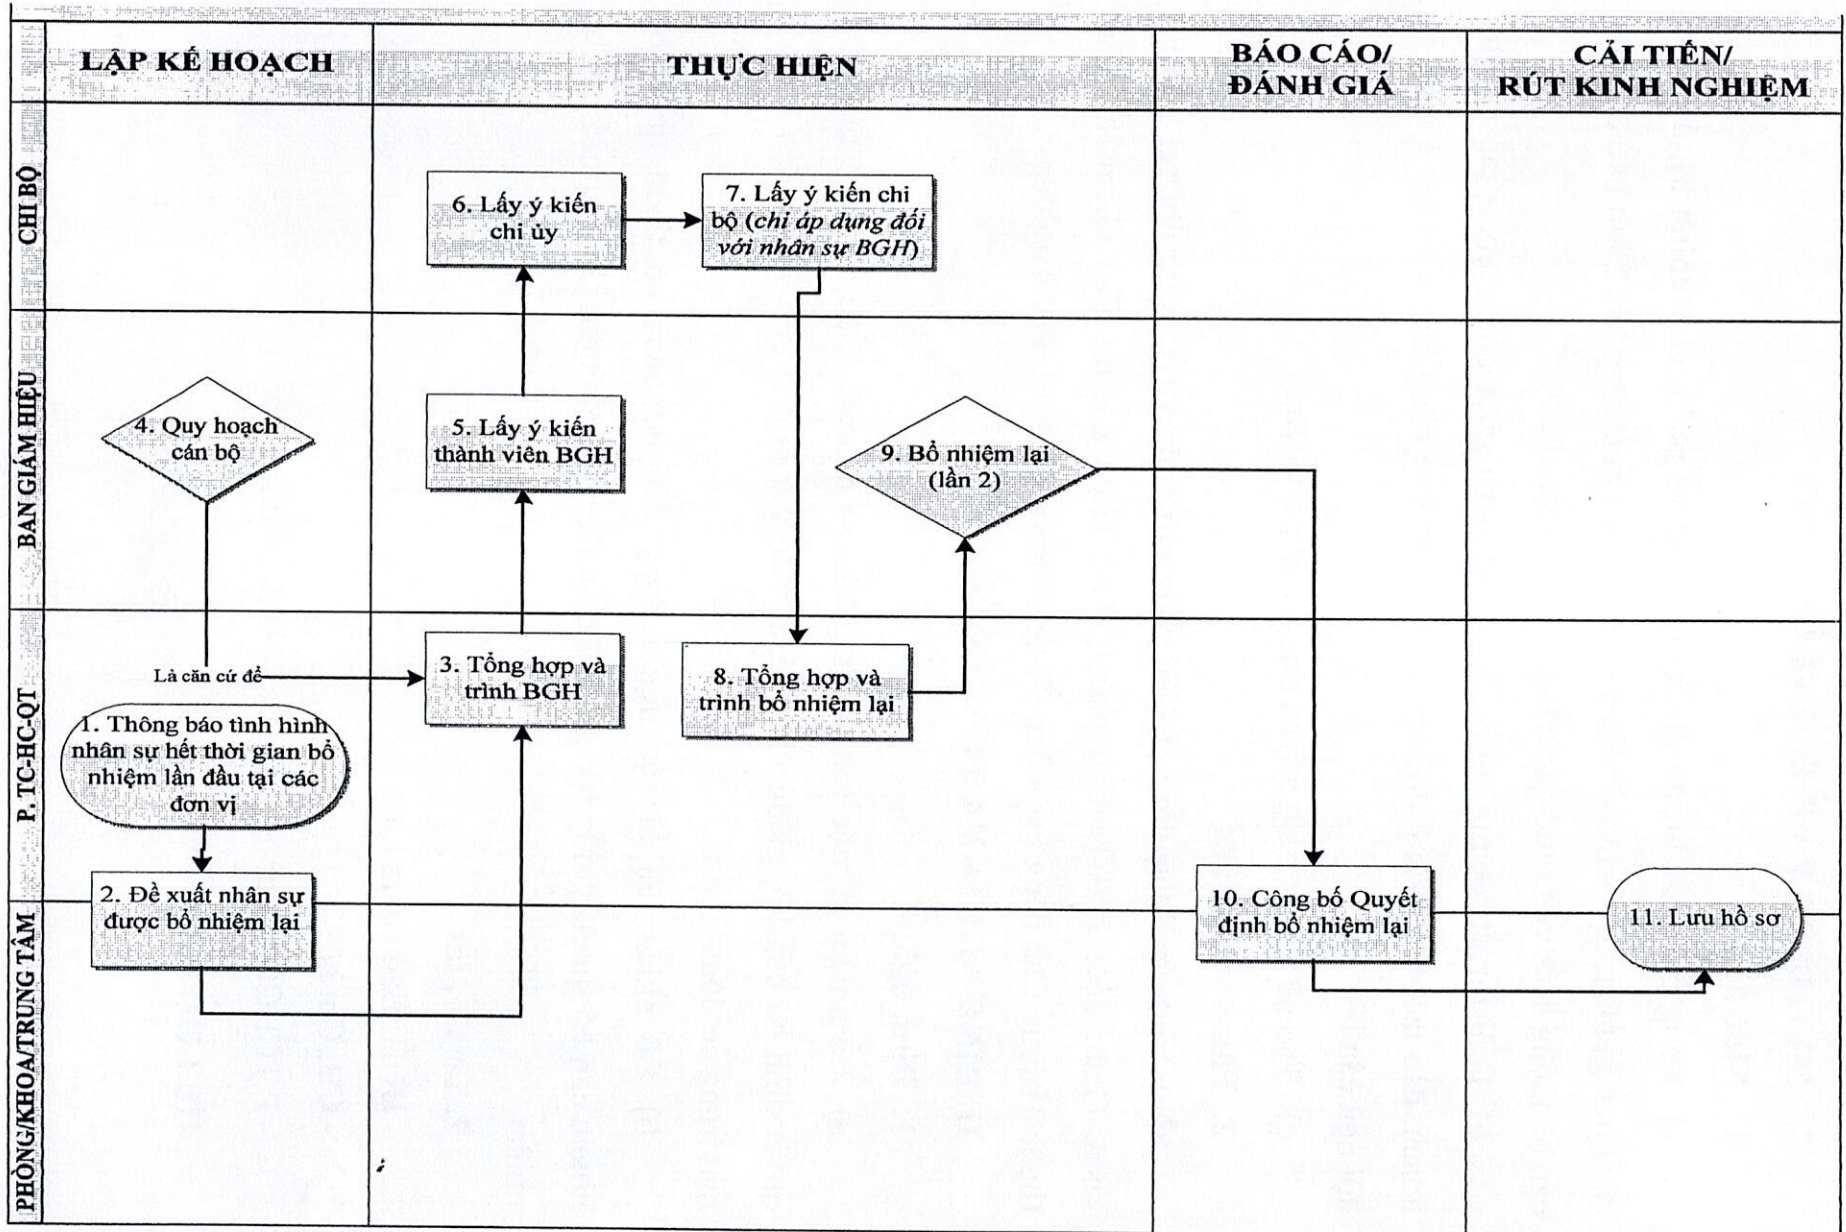 LẬP KẾ HOẠCH
THỰC HIỆN
BÁO CÁO/
ĐÁNH GIÁ
CẢI TIẾN/
RÚT KINH NGHIỆM
CHI BỘ
6. Lấy ý kiến
chi ủy
7. Lấy ý kiến chi
bộ (chỉ áp dụng đối
với nhân sự BGH)
BAN GIÁM HIỆU
4. Quy hoạch
cán bộ
5. Lấy ý kiến
thành viên BGH
9. Bổ nhiệm lại
(lần 2)
P. TC-HC-QT
Là căn cứ để
3. Tổng hợp và
trình BGH
8. Tổng hợp và
trình bổ nhiệm lại
1. Thông báo tình hình
nhân sự hết thời gian bổ
nhiệm lần đầu tại các
đơn vị
2. Đề xuất nhân sự
được bổ nhiệm lại
10. Công bố Quyết
định bổ nhiệm lại
11. Lưu hồ sơ
PHÒNG/KHOA/TRUNG TÂM